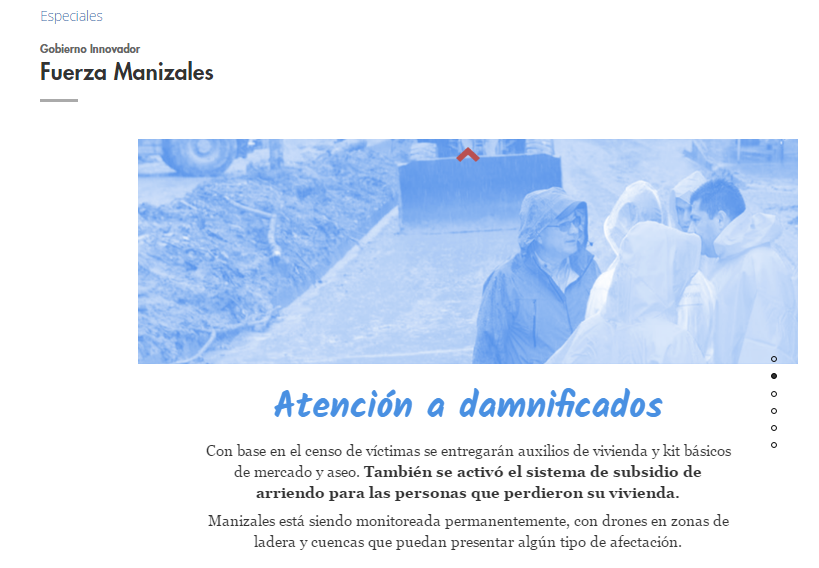 Especiales
Gobierno Innovador
Fuerza Manizales
Atención a damnificados
Con base en el censo de víctimas se entregarán auxilios de vivienda y kit básicos
de mercado y aseo. También se activó el sistema de subsidio de
arriendo para las personas que perdieron su vivienda.
Manizales está siendo monitoreada permanentemente, con drones en zonas de
ladera y cuencas que puedan presentar algún tipo de afectación.